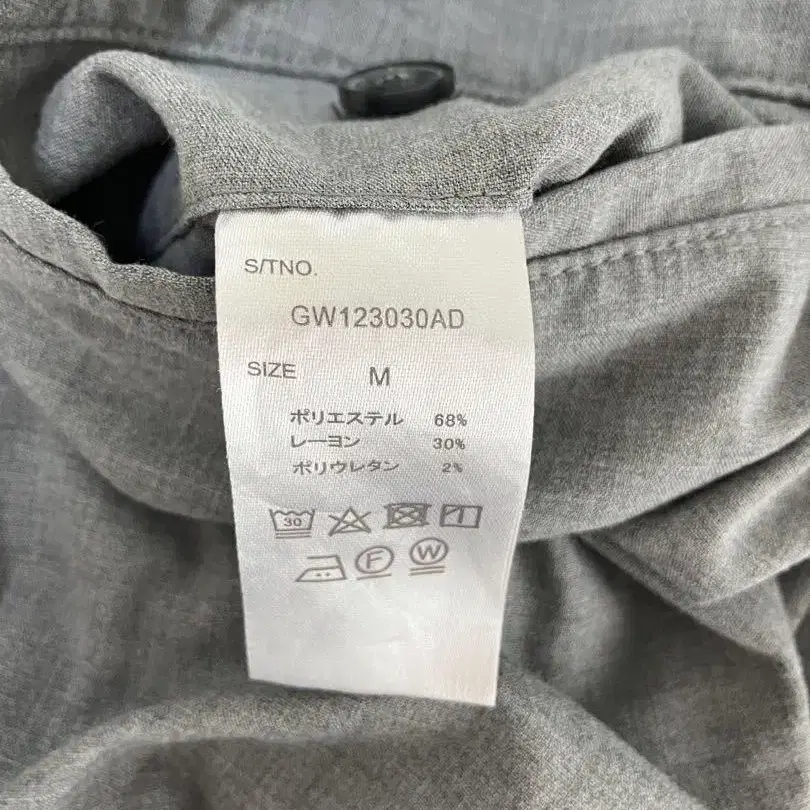 S/TNO.
GW123030AD
SIZE M
ポリエステル 68%
レーヨン 30%
ポリウレタン 2%
30
F W